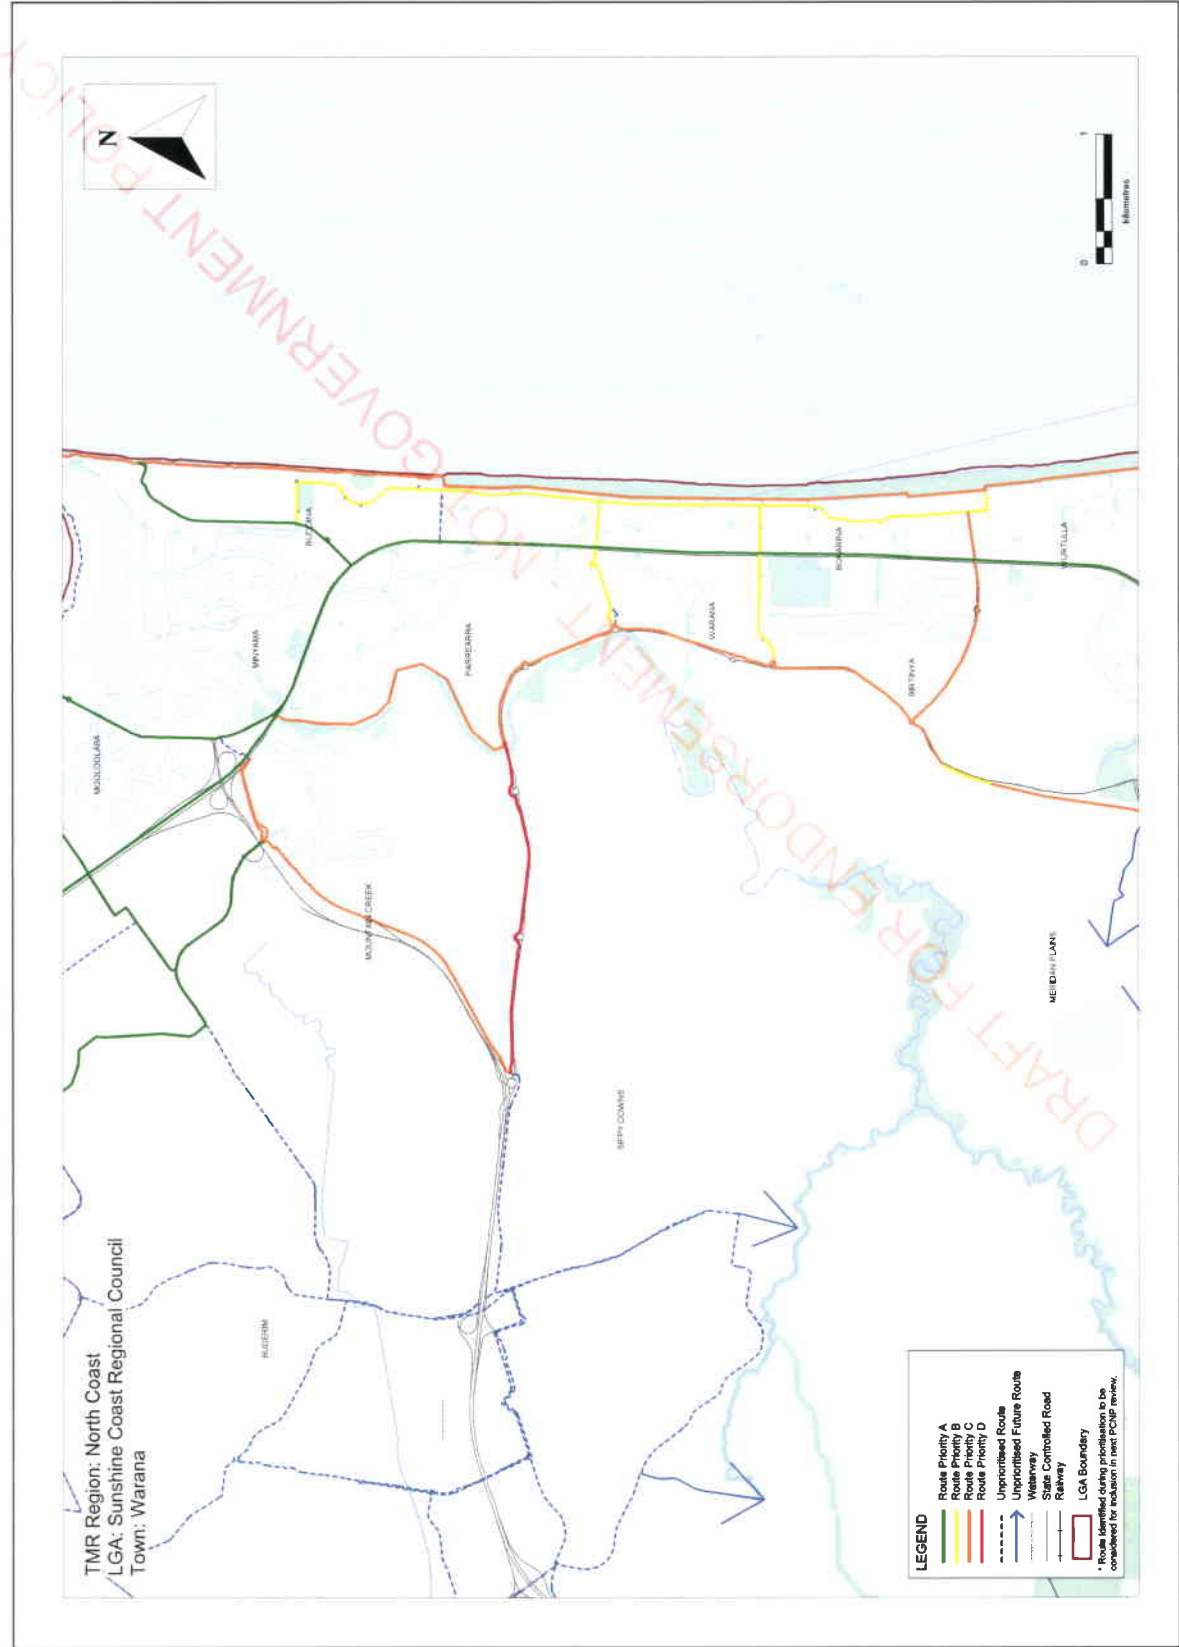 TMR Region: North Coast
LGA: Sunshine Coast Regional Council
Town: Warana
N
DRAFT FOR ENDORSEMENT - NOT GOVERNMENT POLICY
MOOLOOLABA
MINYAMA
BUDDINA
PARREARRA
MOUNTAIN CREEK
WARANA
BOKARINA
BIRTINYA
WURTULLA
BUDERIM
SIPPY DOWNS
MERIDAN PLAINS
0 1
kilometres
LEGEND
Route Priority A
Route Priority B
Route Priority C
Route Priority D
Unprioritised Route
Unprioritised Future Route
Waterway
State Controlled Road
Railway
LGA Boundary
* Route identified during prioritisation to be
considered for inclusion in next PCNP review.